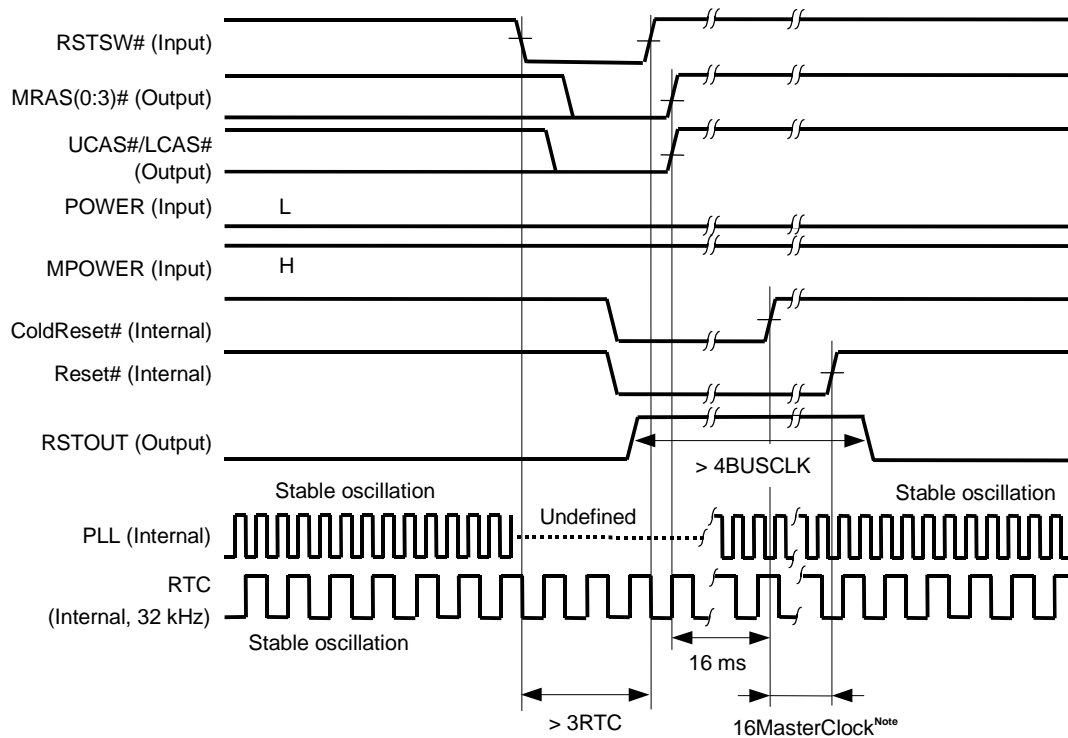 RSTSW# (Input)
MRAS(0:3)# (Output)
UCAS#/LCAS#
(Output)
POWER (Input)
L
MPOWER (Input)
H
ColdReset# (Internal)
Reset# (Internal)
RSTOUT (Output)
> 4BUSCLK
Stable oscillation
Stable oscillation
Undefined
PLL (Internal)
RTC
(Internal, 32 kHz)
Stable oscillation
16 ms
> 3RTC
16MasterClockNote